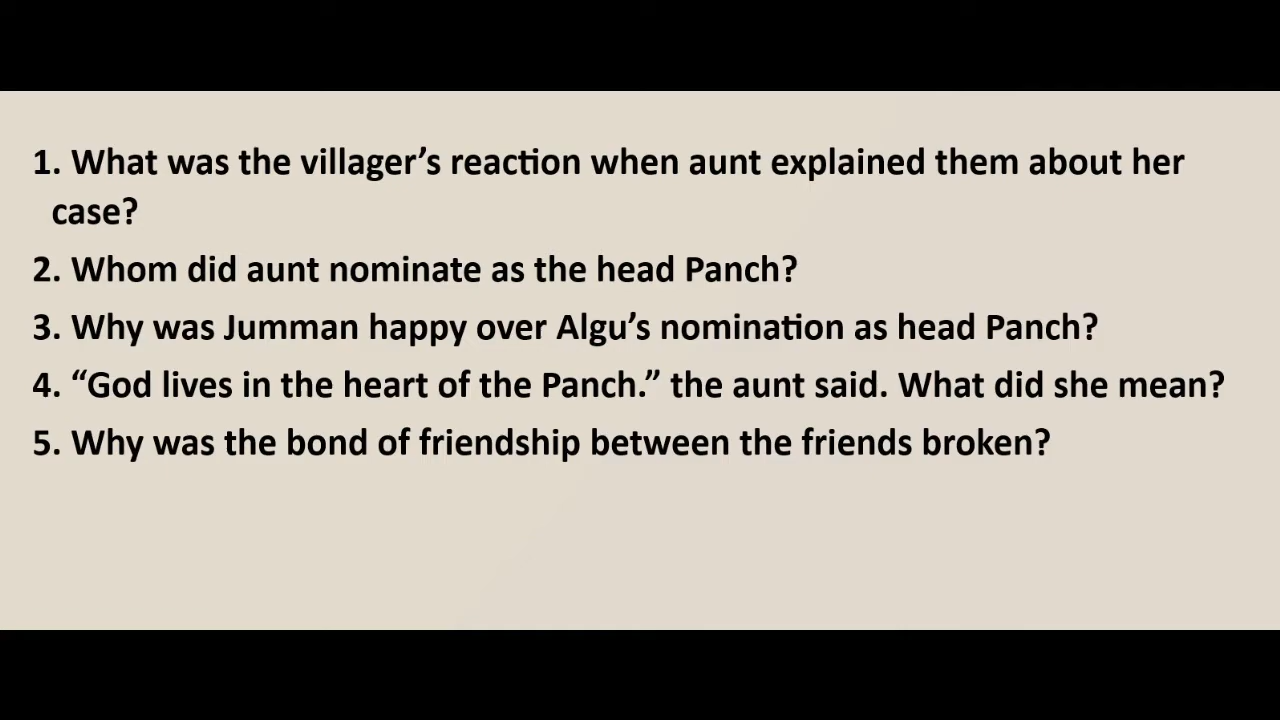 1. What was the villager’s reaction when aunt explained them about her
case?
2. Whom did aunt nominate as the head Panch?
3. Why was Jumman happy over Algu’s nomination as head Panch?
4. “God lives in the heart of the Panch.” the aunt said. What did she mean?
5. Why was the bond of friendship between the friends broken?